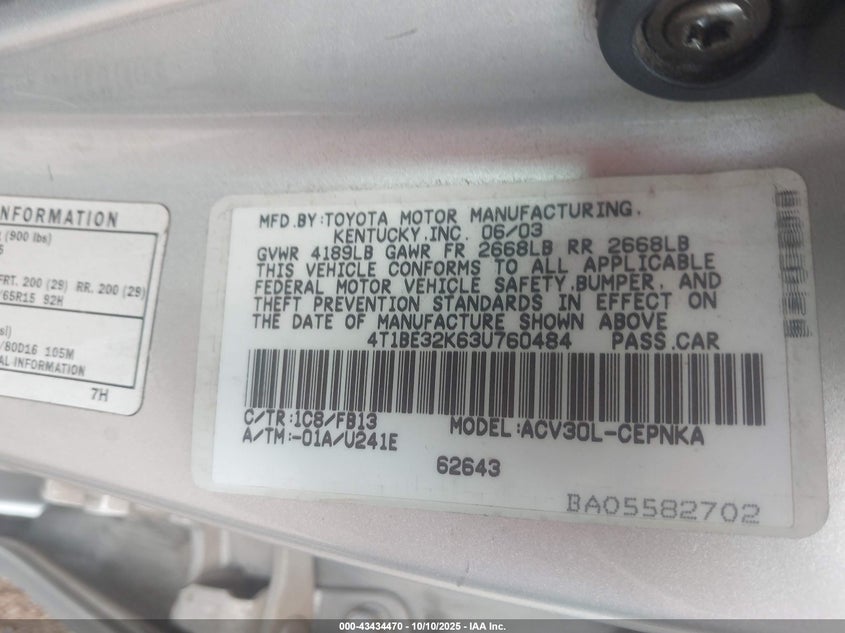 NFORMATION
(900 lbs)
FRT. 200 (29) RR. 200 (29)
/65R15 92H
/80D16 105M
AL INFORMATION
7H
MFD.BY:TOYOTA MOTOR MANUFACTURING,
KENTUCKY,INC. 06/03
GVWR 4189LB GAWR FR 2668LB RR 2668LB
THIS VEHICLE CONFORMS TO ALL APPLICABLE
FEDERAL MOTOR VEHICLE SAFETY,BUMPER, AND
THEFT PREVENTION STANDARDS IN EFFECT ON
THE DATE OF MANUFACTURE SHOWN ABOVE
4T1BE32K63U760484 PASS.CAR
C/TR:1C8/FB13 MODEL:ACV30L-CEPNKA
A/TM:-01A/U241E
62643
BA05582702
000-43434470 - 10/10/2025 - IAA Inc.